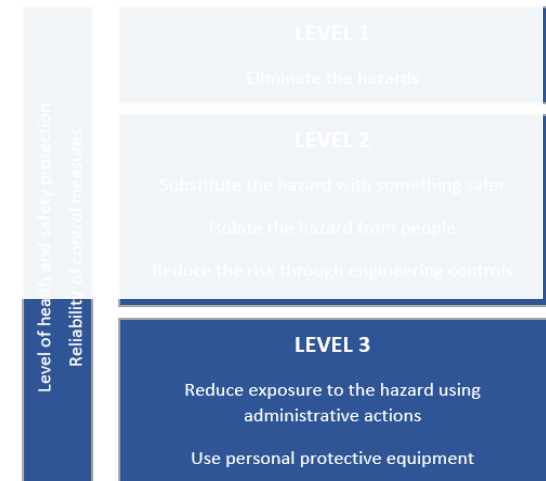 LEVEL 1
Eliminate the hazards
LEVEL 2
Substitute the hazard with something safer
Isolate the hazard from people
Reduce the risk through engineering controls
LEVEL 3
Reduce exposure to the hazard using
administrative actions
Use personal protective equipment
Level of health and safety protection
Reliability of control measures